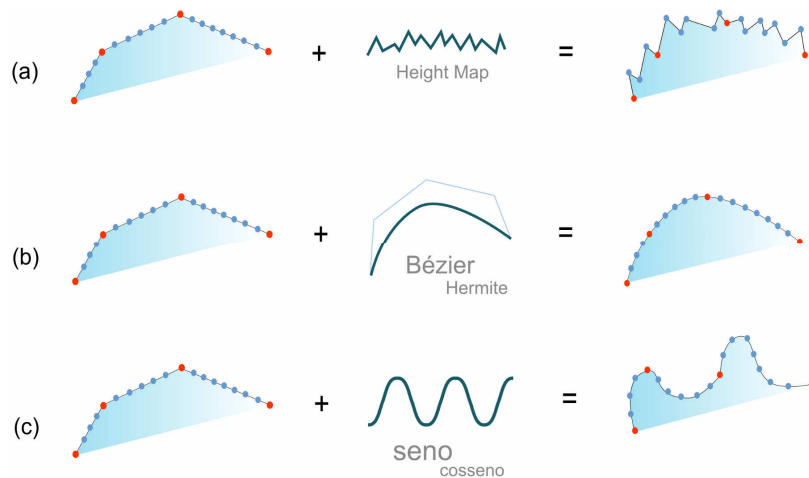 (a)
+
Height Map
=
(b)
+
Bézier
Hermite
=
(c)
+
seno
cosseno
=